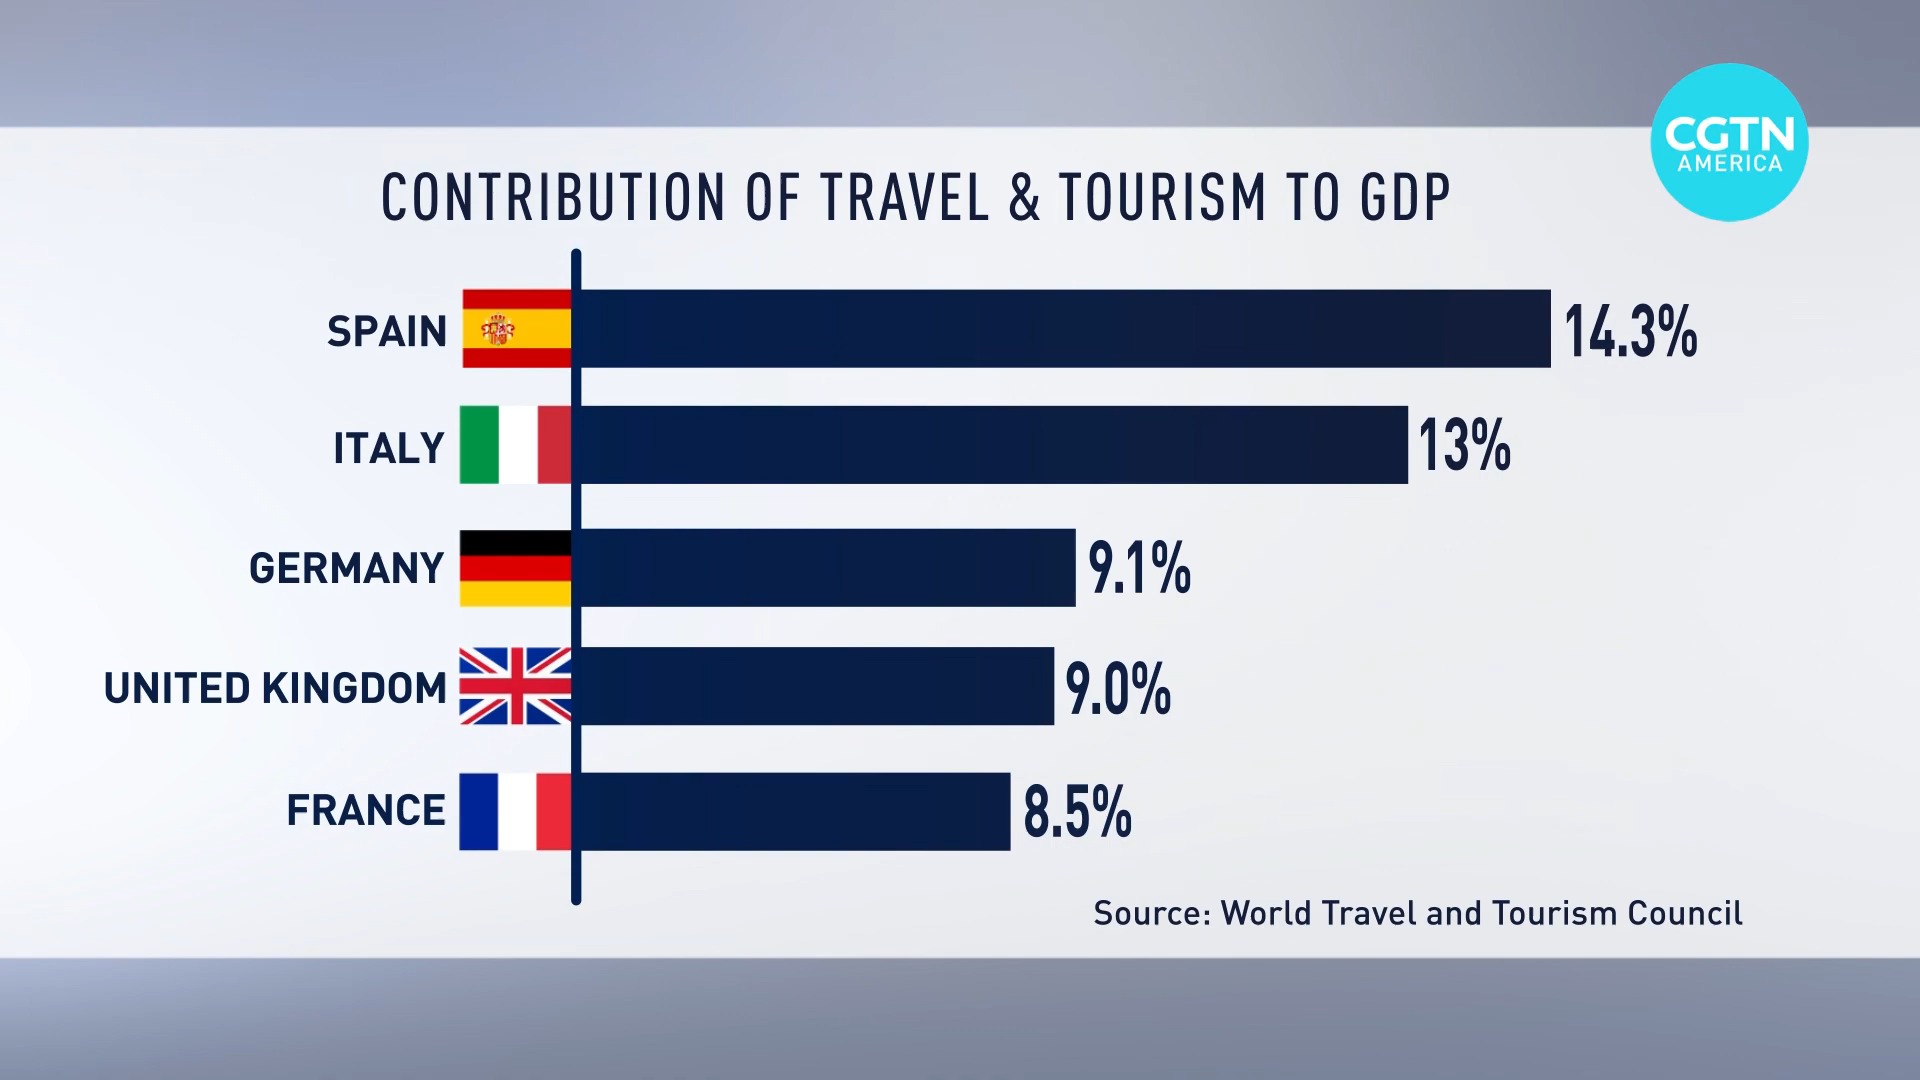 CGTN
AMERICA
CONTRIBUTION OF TRAVEL & TOURISM TO GDP
SPAIN 14.3%
ITALY 13%
GERMANY 9.1%
UNITED KINGDOM 9.0%
FRANCE 8.5%
Source: World Travel and Tourism Council